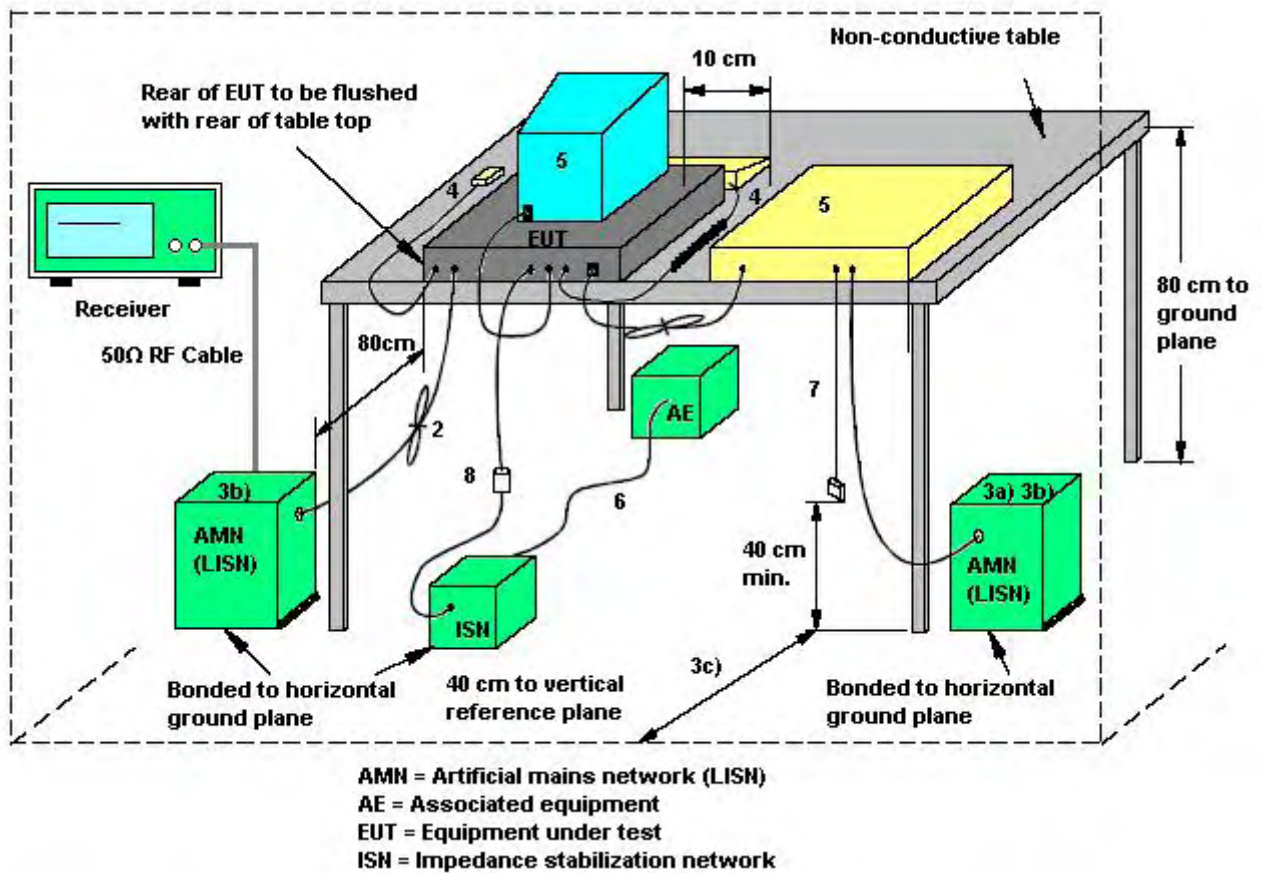 Non-conductive table
10 cm
Rear of EUT to be flushed
with rear of table top
5
4
4
5
EUT
Receiver
50Ω RF Cable
80cm
80 cm to
ground
plane
AE
7
2
8
6
3b)
AMN
(LISN)
3a) 3b)
AMN
(LISN)
40 cm
min.
ISN
3c)
Bonded to horizontal
ground plane
40 cm to vertical
reference plane
Bonded to horizontal
ground plane
AMN = Artificial mains network (LISN)
AE = Associated equipment
EUT = Equipment under test
ISN = Impedance stabilization network